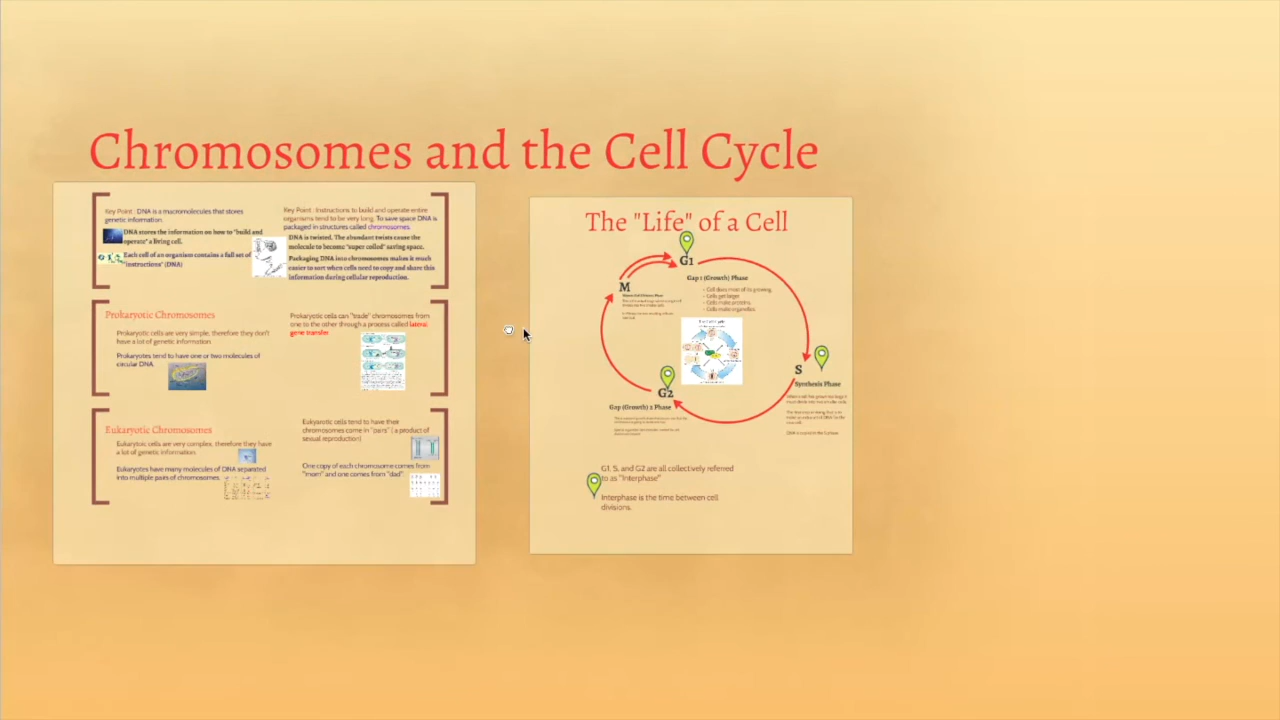 Chromosomes and the Cell Cycle
Key Point : DNA is a macromolecules that stores
genetic information.
DNA stores the information on how to "build and
operate" a living cell.
Each cell of an organism contains a full set of
"instructions" (DNA)
Key Point : Instructions to build and operate entire
organisms tend to be very long. To save space DNA is
packaged in structures called chromosomes.
DNA is twisted. The abundant twists cause the
molecule to become "super coiled" saving space.
Packaging DNA into chromosomes makes it much
easier to sort when cells need to copy and share this
information during cellular reproduction.
Prokaryotic Chromosomes
Prokaryotic cells are very simple, therefore they don't
have a lot of genetic information.
Prokaryotes tend to have one or two molecules of
circular DNA.
Prokaryotic cells can "trade" chromosomes from
one to the other through a process called lateral
gene transfer.
Eukaryotic Chromosomes
Eukaryotic cells are very complex, therefore they have
a lot of genetic information.
Eukaryotes have many molecules of DNA separated
into multiple pairs of chromosomes.
Eukyarotic cells tend to have their
chromosomes come in "pairs" ( a product of
sexual reproduction)
One copy of each chromosome comes from
"mom" and one comes from "dad".
The "Life" of a Cell
G1
Gap 1 (Growth) Phase
- Cell does most of its growing.
- Cells get larger
- Cells make proteins.
- Cells make organelles
M
S
Synthesis Phase
G2
Gap (Growth) 2 Phase
G1, S, and G2 are all collectively referred
to as "Interphase"
Interphase is the time between cell
divisions.